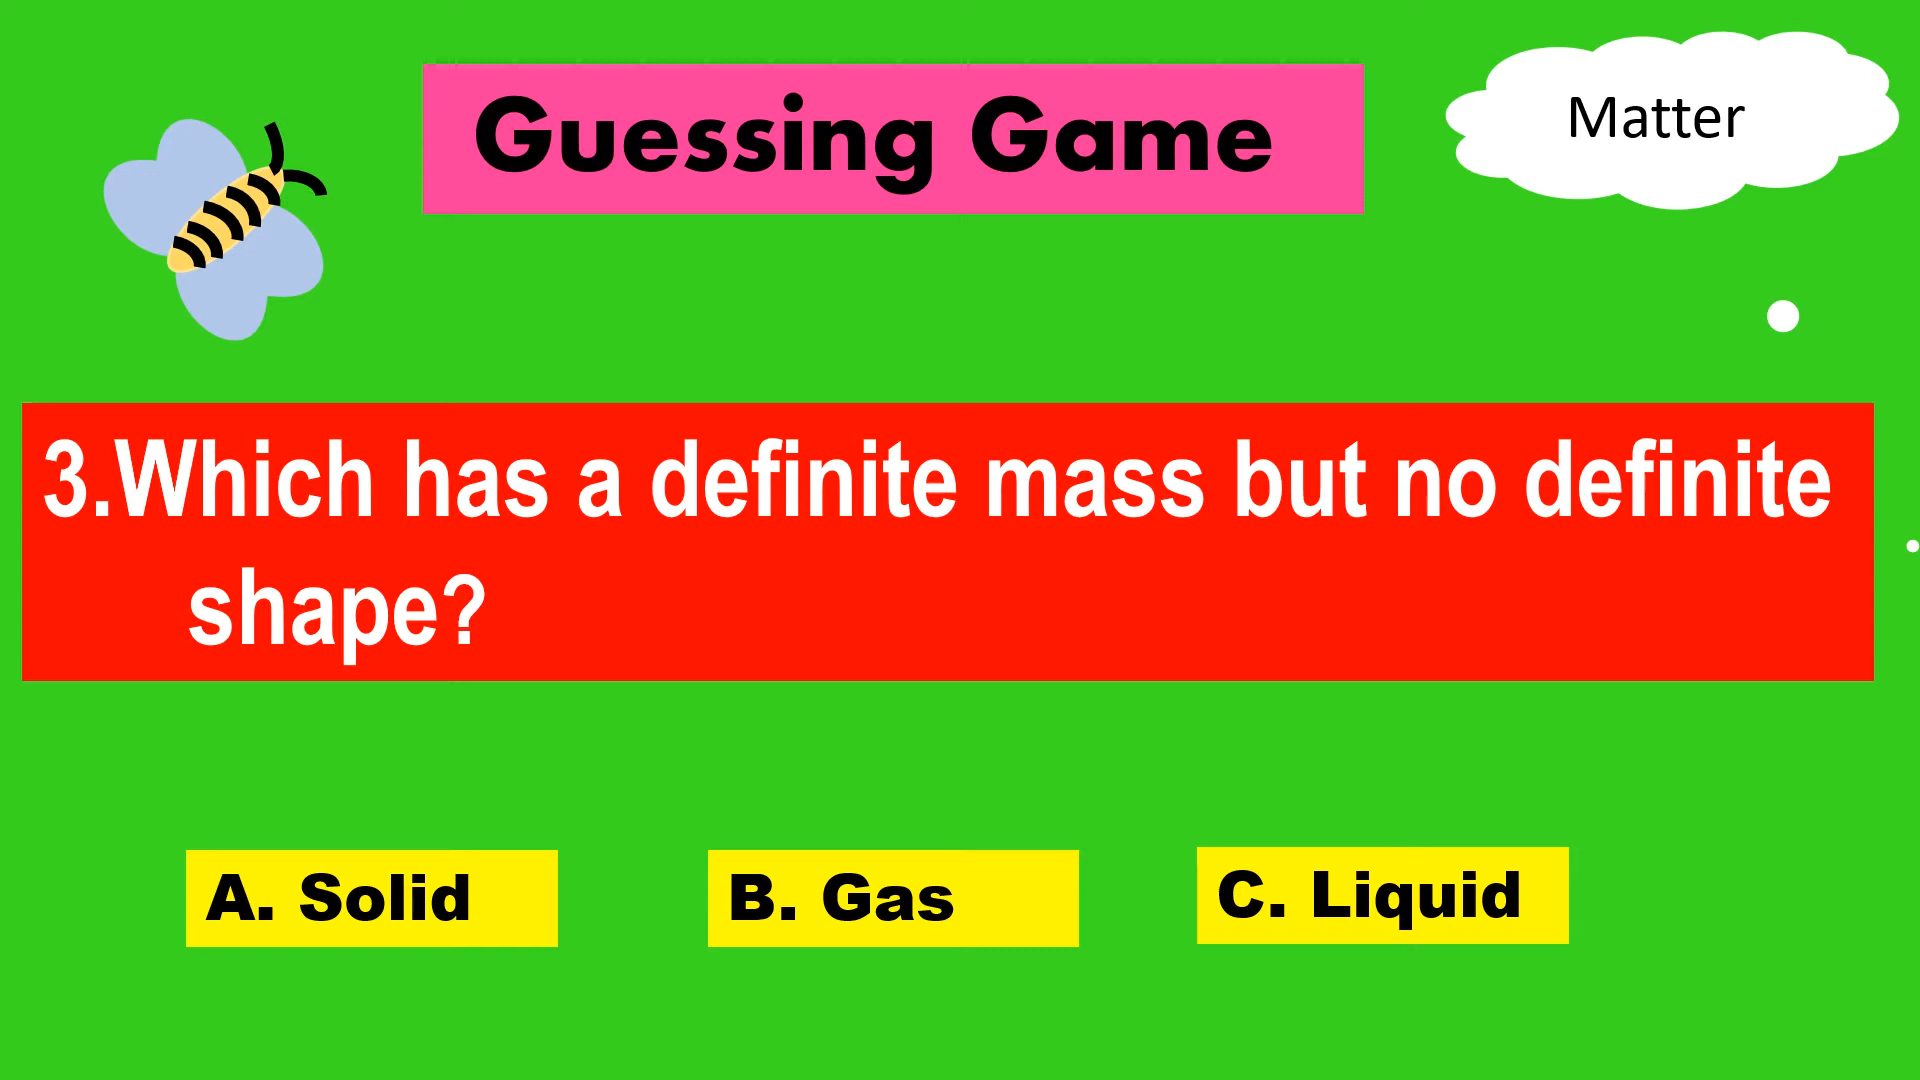 Guessing Game
Matter
3.Which has a definite mass but no definite
shape?
A. Solid
B. Gas
C. Liquid